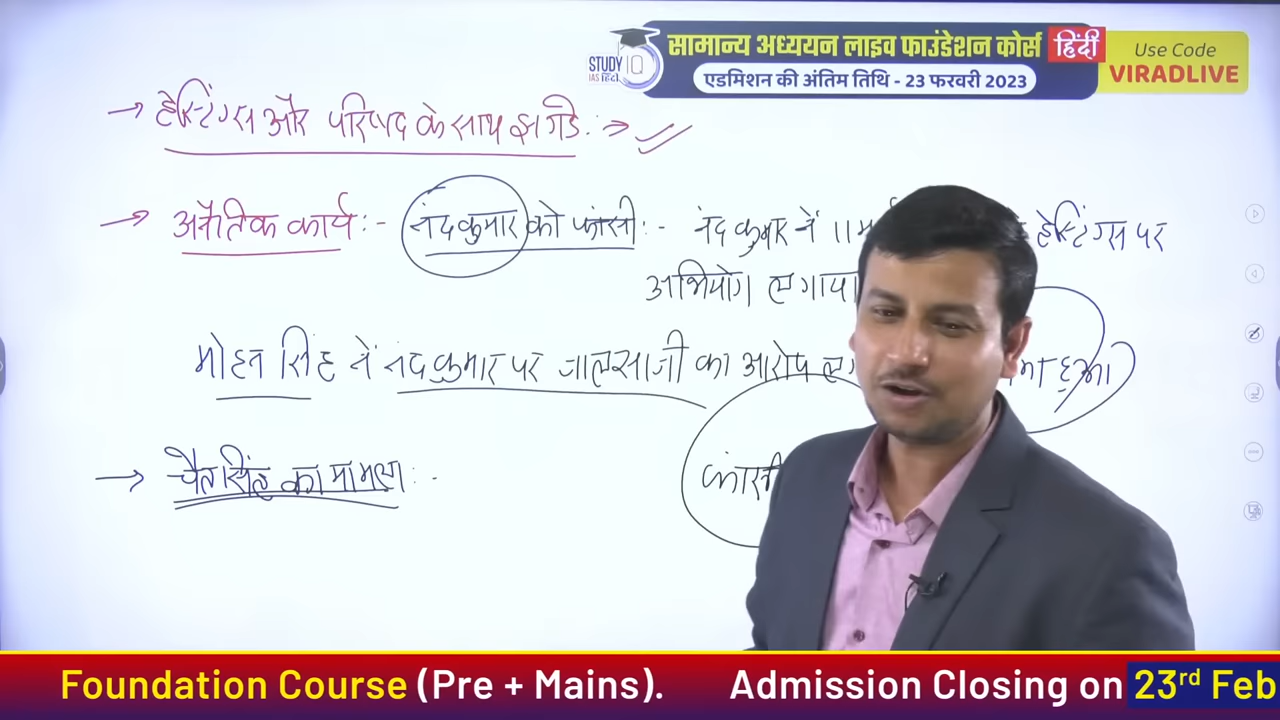 सामान्य अध्ययन लाइव फाउंडेशन कोर्स हिंदी
Use Code
STUDY IQ
IAS हिंदी
एडमिशन की अंतिम तिथि - 23 फरवरी 2023
VIRADLIVE
→ हेस्टिंग्स और परिषद के साथ झगडे :→
→ अनैतिक कार्य :- नंदकुमार को फांसी :- नंद कुमार नें 11 हेस्टिंग्स पर
अभियोग लगाया
मोहन सिंह नें नंदकुमार पर जालसाजी का आरोप हुआ
→ चैतसिंह का मामला :-
Foundation Course (Pre + Mains). Admission Closing on 23rd Feb